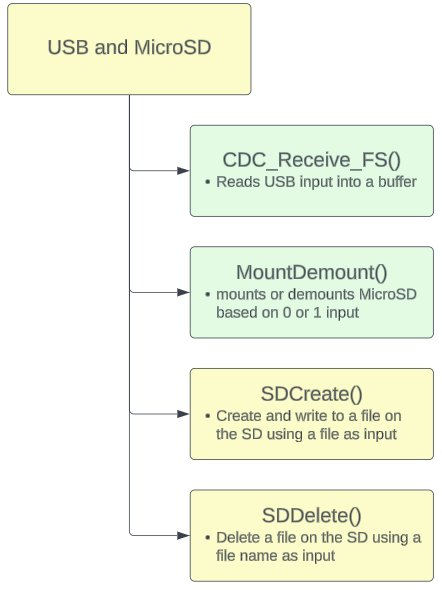 USB and MicroSD
CDC_Receive_FS()
• Reads USB input into a buffer
MountDemount()
• mounts or demounts MicroSD
based on 0 or 1 input
SDCreate()
• Create and write to a file on
the SD using a file as input
SDDelete()
• Delete a file on the SD using a
file name as input